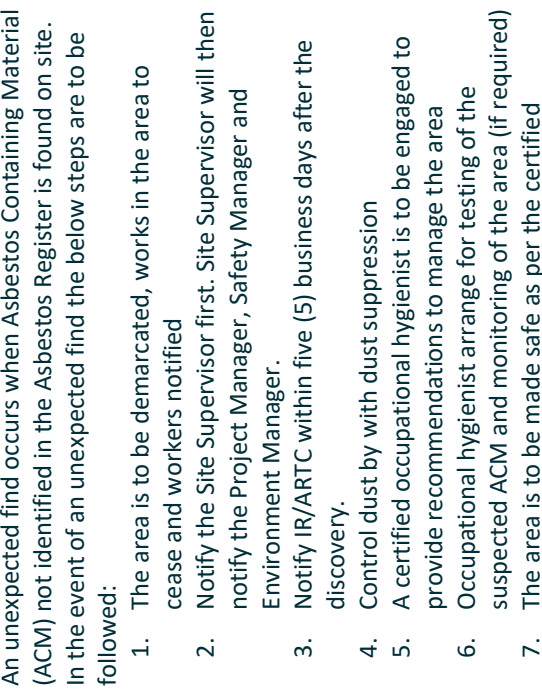 An unexpected find occurs when Asbestos Containing Material
(ACM) not identified in the Asbestos Register is found on site.
In the event of an unexpected find the below steps are to be
followed:
1. The area is to be demarcated, works in the area to
cease and workers notified
2. Notify the Site Supervisor first. Site Supervisor will then
notify the Project Manager, Safety Manager and
Environment Manager.
3. Notify IR/ARTC within five (5) business days after the
discovery.
4. Control dust by with dust suppression
5. A certified occupational hygienist is to be engaged to
provide recommendations to manage the area
6. Occupational hygienist arrange for testing of the
suspected ACM and monitoring of the area (if required)
7. The area is to be made safe as per the certified